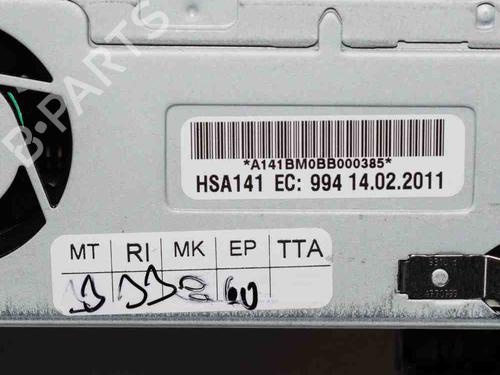 B-PARTS
*A141BM0BB000385*
HSA141 EC: 994 14.02.2011
MT RI MK EP TTA